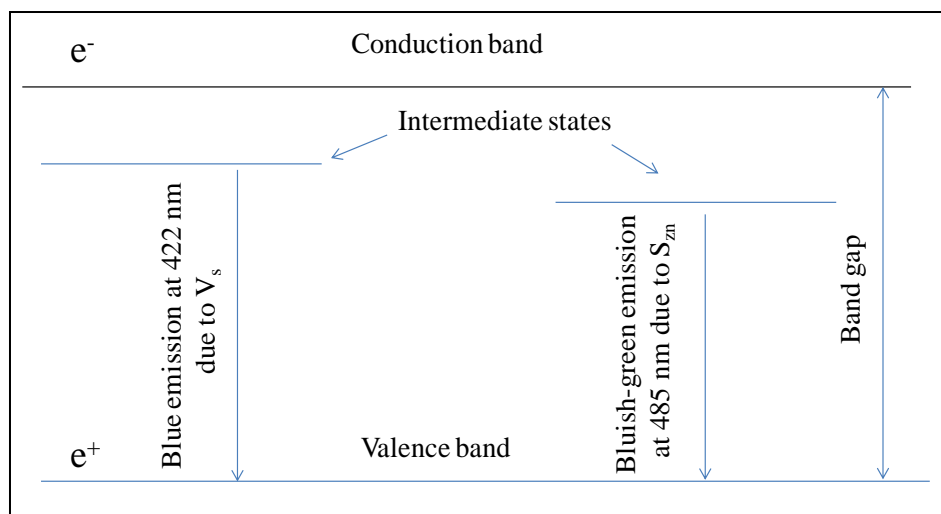 e⁻
Conduction band
Intermediate states
Blue emission at 422 nm
due to Vₛ
Bluish-green emission
at 485 nm due to S_zn
Band gap
e⁺
Valence band